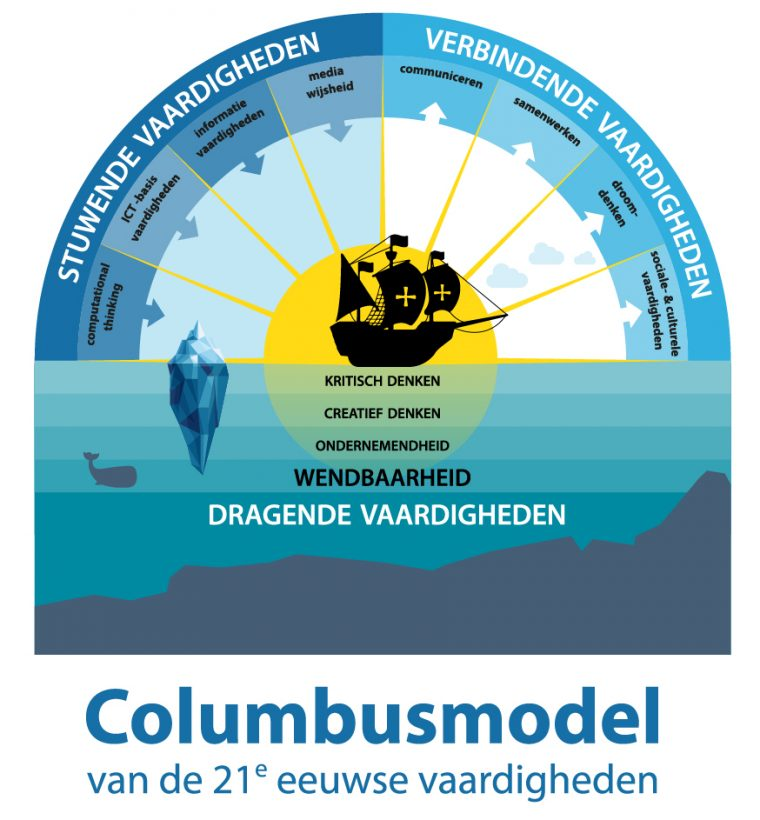 STUWENDE VAARDIGHEDEN
VERBINDENDE VAARDIGHEDEN
computational
thinking
ICT -basis
vaardigheden
informatie
vaardigheden
media
wijsheid
communiceren
samenwerken
droom-
denken
sociale- & culturele
vaardigheden
KRITISCH DENKEN
CREATIEF DENKEN
ONDERNEMENDHEID
WENDBAARHEID
DRAGENDE VAARDIGHEDEN
Columbusmodel
van de 21e eeuwse vaardigheden